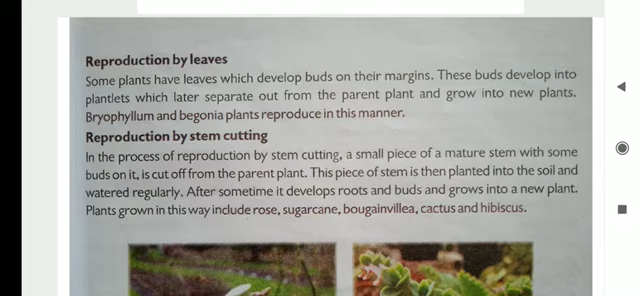 Reproduction by leaves
Some plants have leaves which develop buds on their margins. These buds develop into
plantlets which later separate out from the parent plant and grow into new plants.
Bryophyllum and begonia plants reproduce in this manner.
Reproduction by stem cutting
In the process of reproduction by stem cutting, a small piece of a mature stem with some
buds on it, is cut off from the parent plant. This piece of stem is then planted into the soil and
watered regularly. After sometime it develops roots and buds and grows into a new plant.
Plants grown in this way include rose, sugarcane, bougainvillea, cactus and hibiscus.